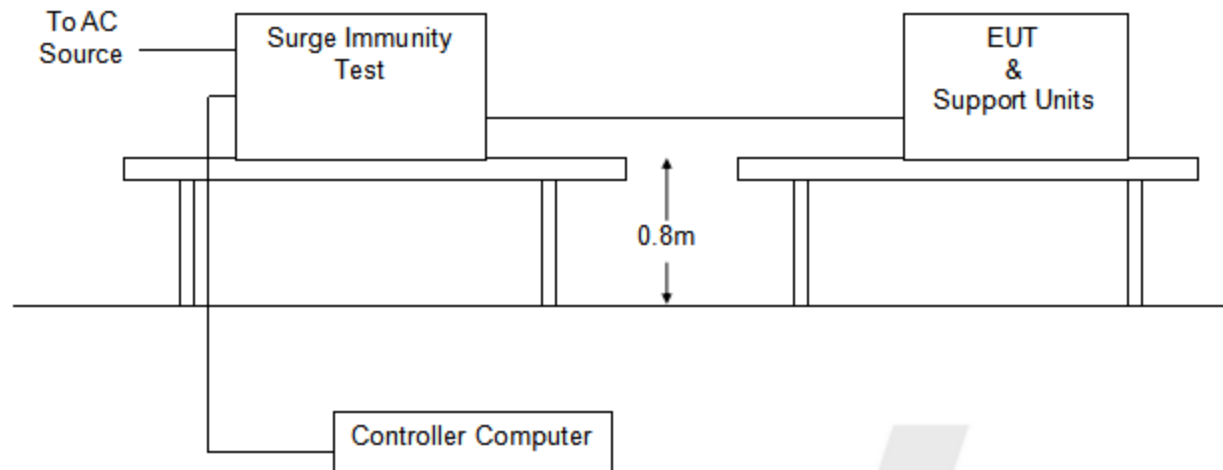 To AC
Source
Surge Immunity
Test
EUT
&
Support Units
0.8m
Controller Computer